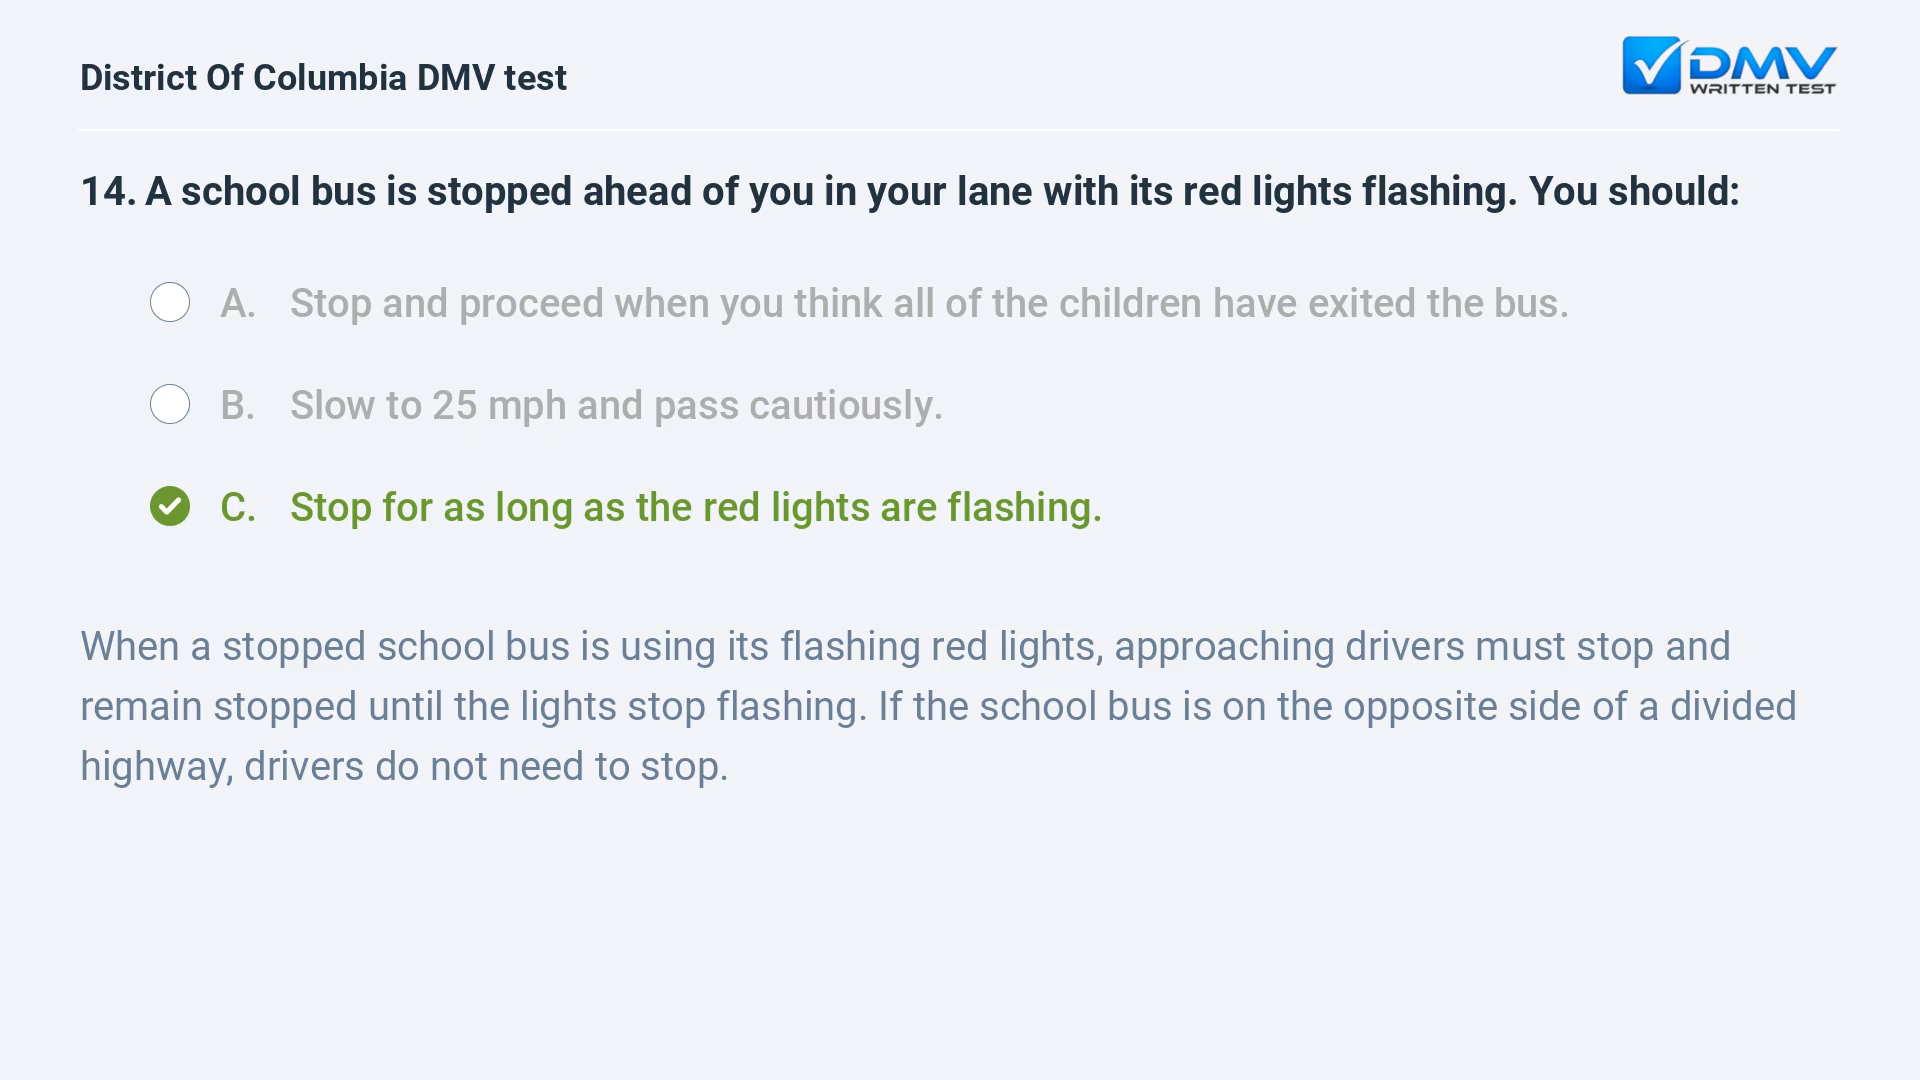 District Of Columbia DMV test
DMV
WRITTEN TEST
14. A school bus is stopped ahead of you in your lane with its red lights flashing. You should:
A. Stop and proceed when you think all of the children have exited the bus.
B. Slow to 25 mph and pass cautiously.
C. Stop for as long as the red lights are flashing.
When a stopped school bus is using its flashing red lights, approaching drivers must stop and
remain stopped until the lights stop flashing. If the school bus is on the opposite side of a divided
highway, drivers do not need to stop.